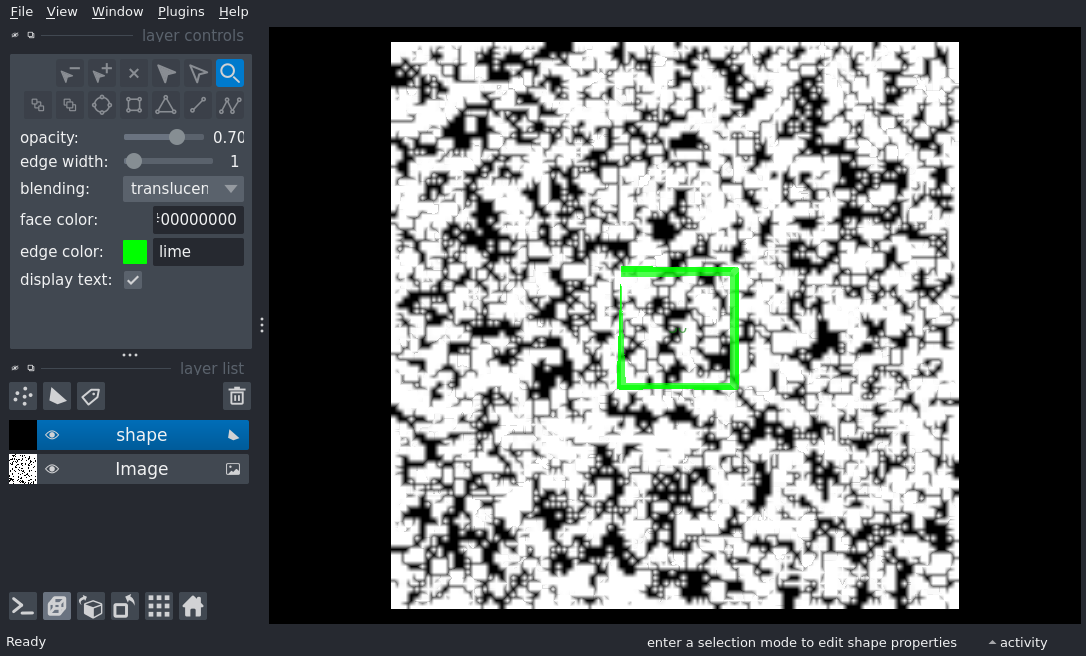 File View Window Plugins Help
layer controls
opacity: 0.70
edge width: 1
blending: translucen
face color: 00000000
edge color: lime
display text:
layer list
shape
Image
Ready enter a selection mode to edit shape properties activity